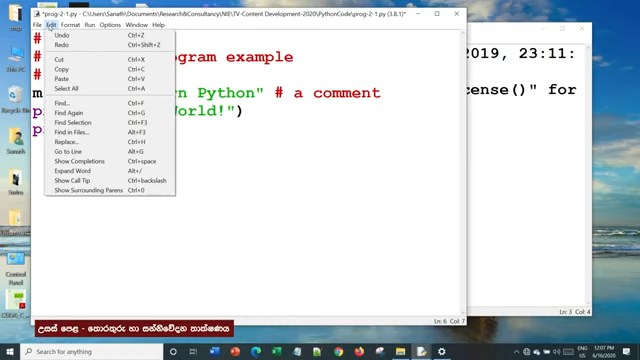 *prog-2-1.py - C:\Users\Sanath\Documents\Research&Consultancy\NIE\TV-Content Development-2020\PythonCode\prog-2-1.py (3.8.1)*
File Edit Format Run Options Window Help
Undo Ctrl+Z
Redo Ctrl+Shift+Z
Cut Ctrl+X
Copy Ctrl+C
Paste Ctrl+V
Select All Ctrl+A
Find... Ctrl+F
Find Again Ctrl+G
Find Selection Ctrl+F3
Find in Files... Alt+F3
Replace... Ctrl+H
Go to Line Alt+G
Show Completions Ctrl+space
Expand Word Alt+/
Show Call Tip Ctrl+backslash
Show Surrounding Parens Ctrl+0
#
# ogram example
#
m n Python" # a comment
p World!")
p
2019, 23:11:
cense()" for
Ln: 6 Col: 7
Ln: 3 Col: 4
This PC
Recycle Bin
Sanath
Control Panel
උසස් පෙළ - තොරතුරු හා සන්නිවේදන තාක්ෂණය
Type here to search
ENG
US
12:07 PM
6/16/2020